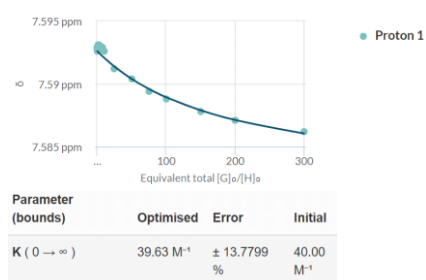 7.595 ppm
Proton 1
7.59 ppm
δ
7.585 ppm
... 100 200 300
Equivalent total [G]₀/[H]₀
Parameter
(bounds) Optimised Error Initial
K ( 0 → ∞ ) 39.63 M⁻¹ ± 13.7799 40.00
% M⁻¹